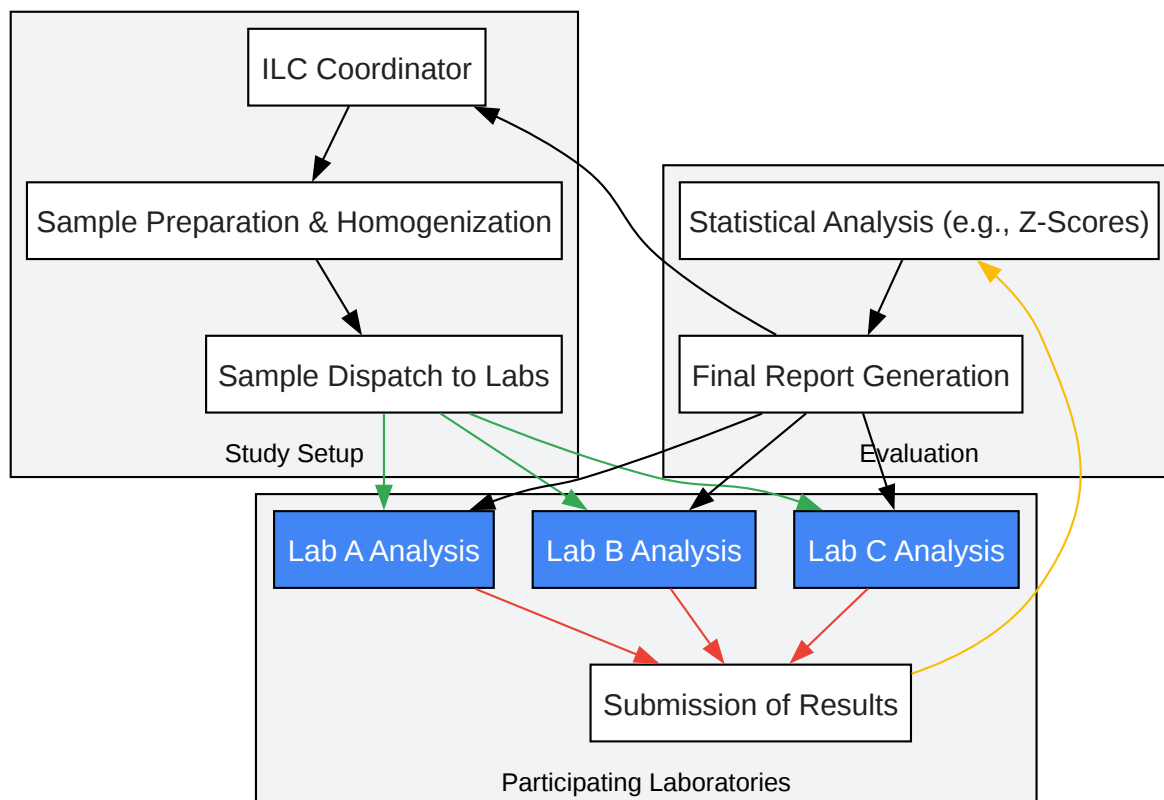 ILC Coordinator
Sample Preparation & Homogenization
Sample Dispatch to Labs
Study Setup
Statistical Analysis (e.g., Z-Scores)
Final Report Generation
Evaluation
Lab A Analysis
Lab B Analysis
Lab C Analysis
Submission of Results
Participating Laboratories